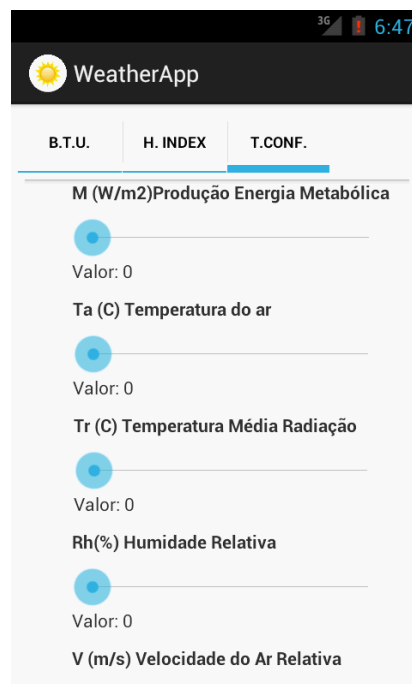 3G 6:47
WeatherApp
B.T.U. H. INDEX T.CONF.
M (W/m2)Produção Energia Metabólica
Valor: 0
Ta (C) Temperatura do ar
Valor: 0
Tr (C) Temperatura Média Radiação
Valor: 0
Rh(%) Humidade Relativa
Valor: 0
V (m/s) Velocidade do Ar Relativa